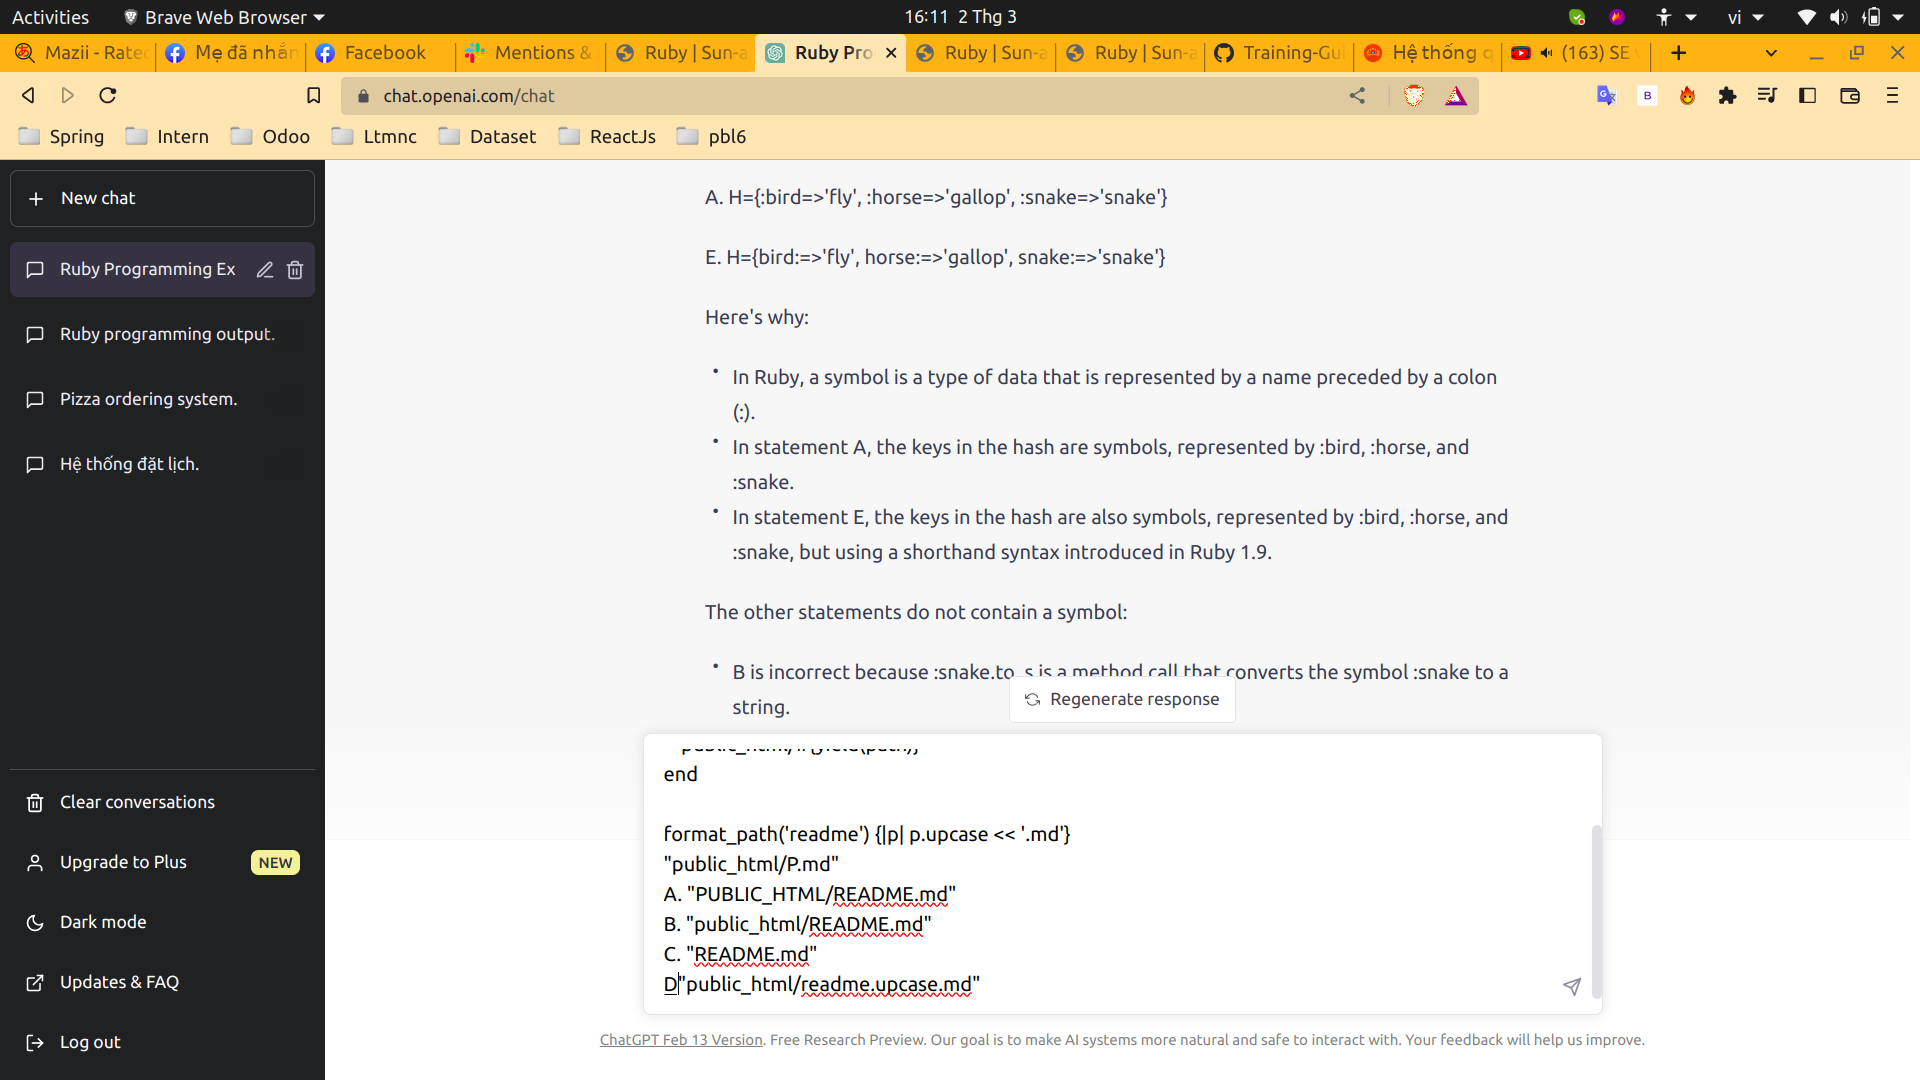 Activities
Brave Web Browser
16:11 2 Thg 3
vi
Mazii - Ratec
Mẹ đã nhắn
Facebook
Mentions &
Ruby | Sun-a
Ruby Pro
Ruby | Sun-a
Ruby | Sun-a
Training-Gui
Hệ thống q
(163) SE
chat.openai.com/chat
Spring
Intern
Odoo
Ltmnc
Dataset
ReactJs
pbl6
New chat
Ruby Programming Ex
Ruby programming output.
Pizza ordering system.
Hệ thống đặt lịch.
Clear conversations
Upgrade to Plus
NEW
Dark mode
Updates & FAQ
Log out
A. H={:bird=>'fly', :horse=>'gallop', :snake=>'snake'}
E. H={bird:=>'fly', horse:=>'gallop', snake:=>'snake'}
Here's why:
• In Ruby, a symbol is a type of data that is represented by a name preceded by a colon
(:).
• In statement A, the keys in the hash are symbols, represented by :bird, :horse, and
:snake.
• In statement E, the keys in the hash are also symbols, represented by :bird, :horse, and
:snake, but using a shorthand syntax introduced in Ruby 1.9.
The other statements do not contain a symbol:
• B is incorrect because :snake.to_s is a method call that converts the symbol :snake to a
string.
Regenerate response
end
format_path('readme') {|p| p.upcase << '.md'}
"public_html/P.md"
A. "PUBLIC_HTML/README.md"
B. "public_html/README.md"
C. "README.md"
D"public_html/readme.upcase.md"
ChatGPT Feb 13 Version. Free Research Preview. Our goal is to make AI systems more natural and safe to interact with. Your feedback will help us improve.